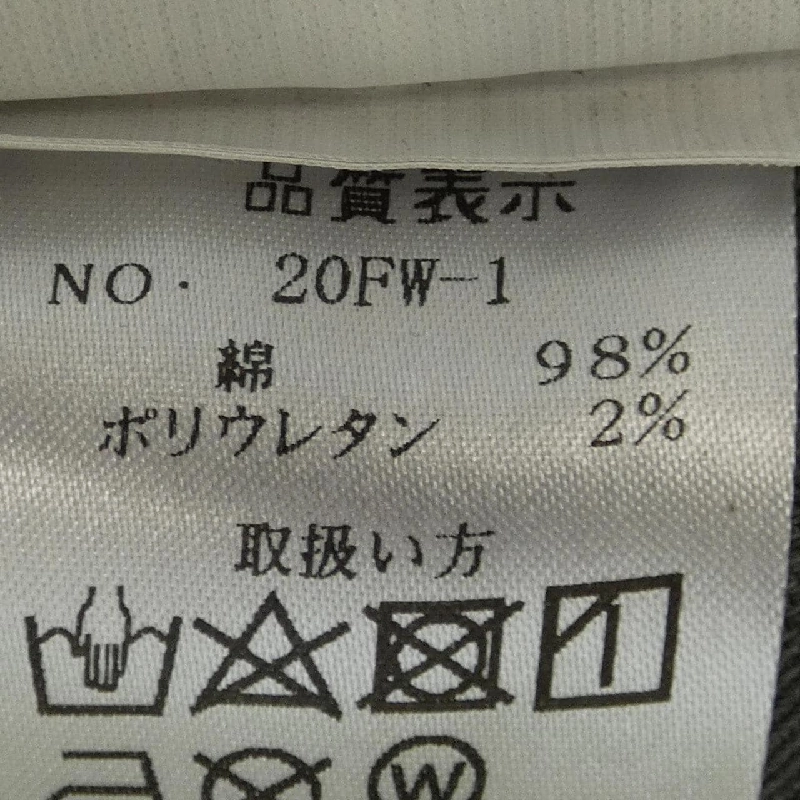 品質表示
NO. 20FW-1
綿 98%
ポリウレタン 2%
取扱い方
W